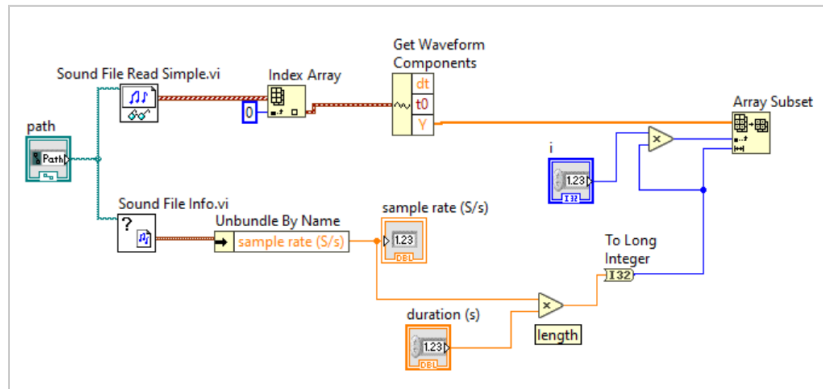 Get Waveform
Components
Sound File Read Simple.vi
Index Array
dt
t0
Y
0
Array Subset
path
Path
i
1.23
I32
Sound File Info.vi
?
Unbundle By Name
sample rate (S/s)
sample rate (S/s)
1.23
DBL
To Long
Integer
I32
duration (s)
1.23
DBL
length